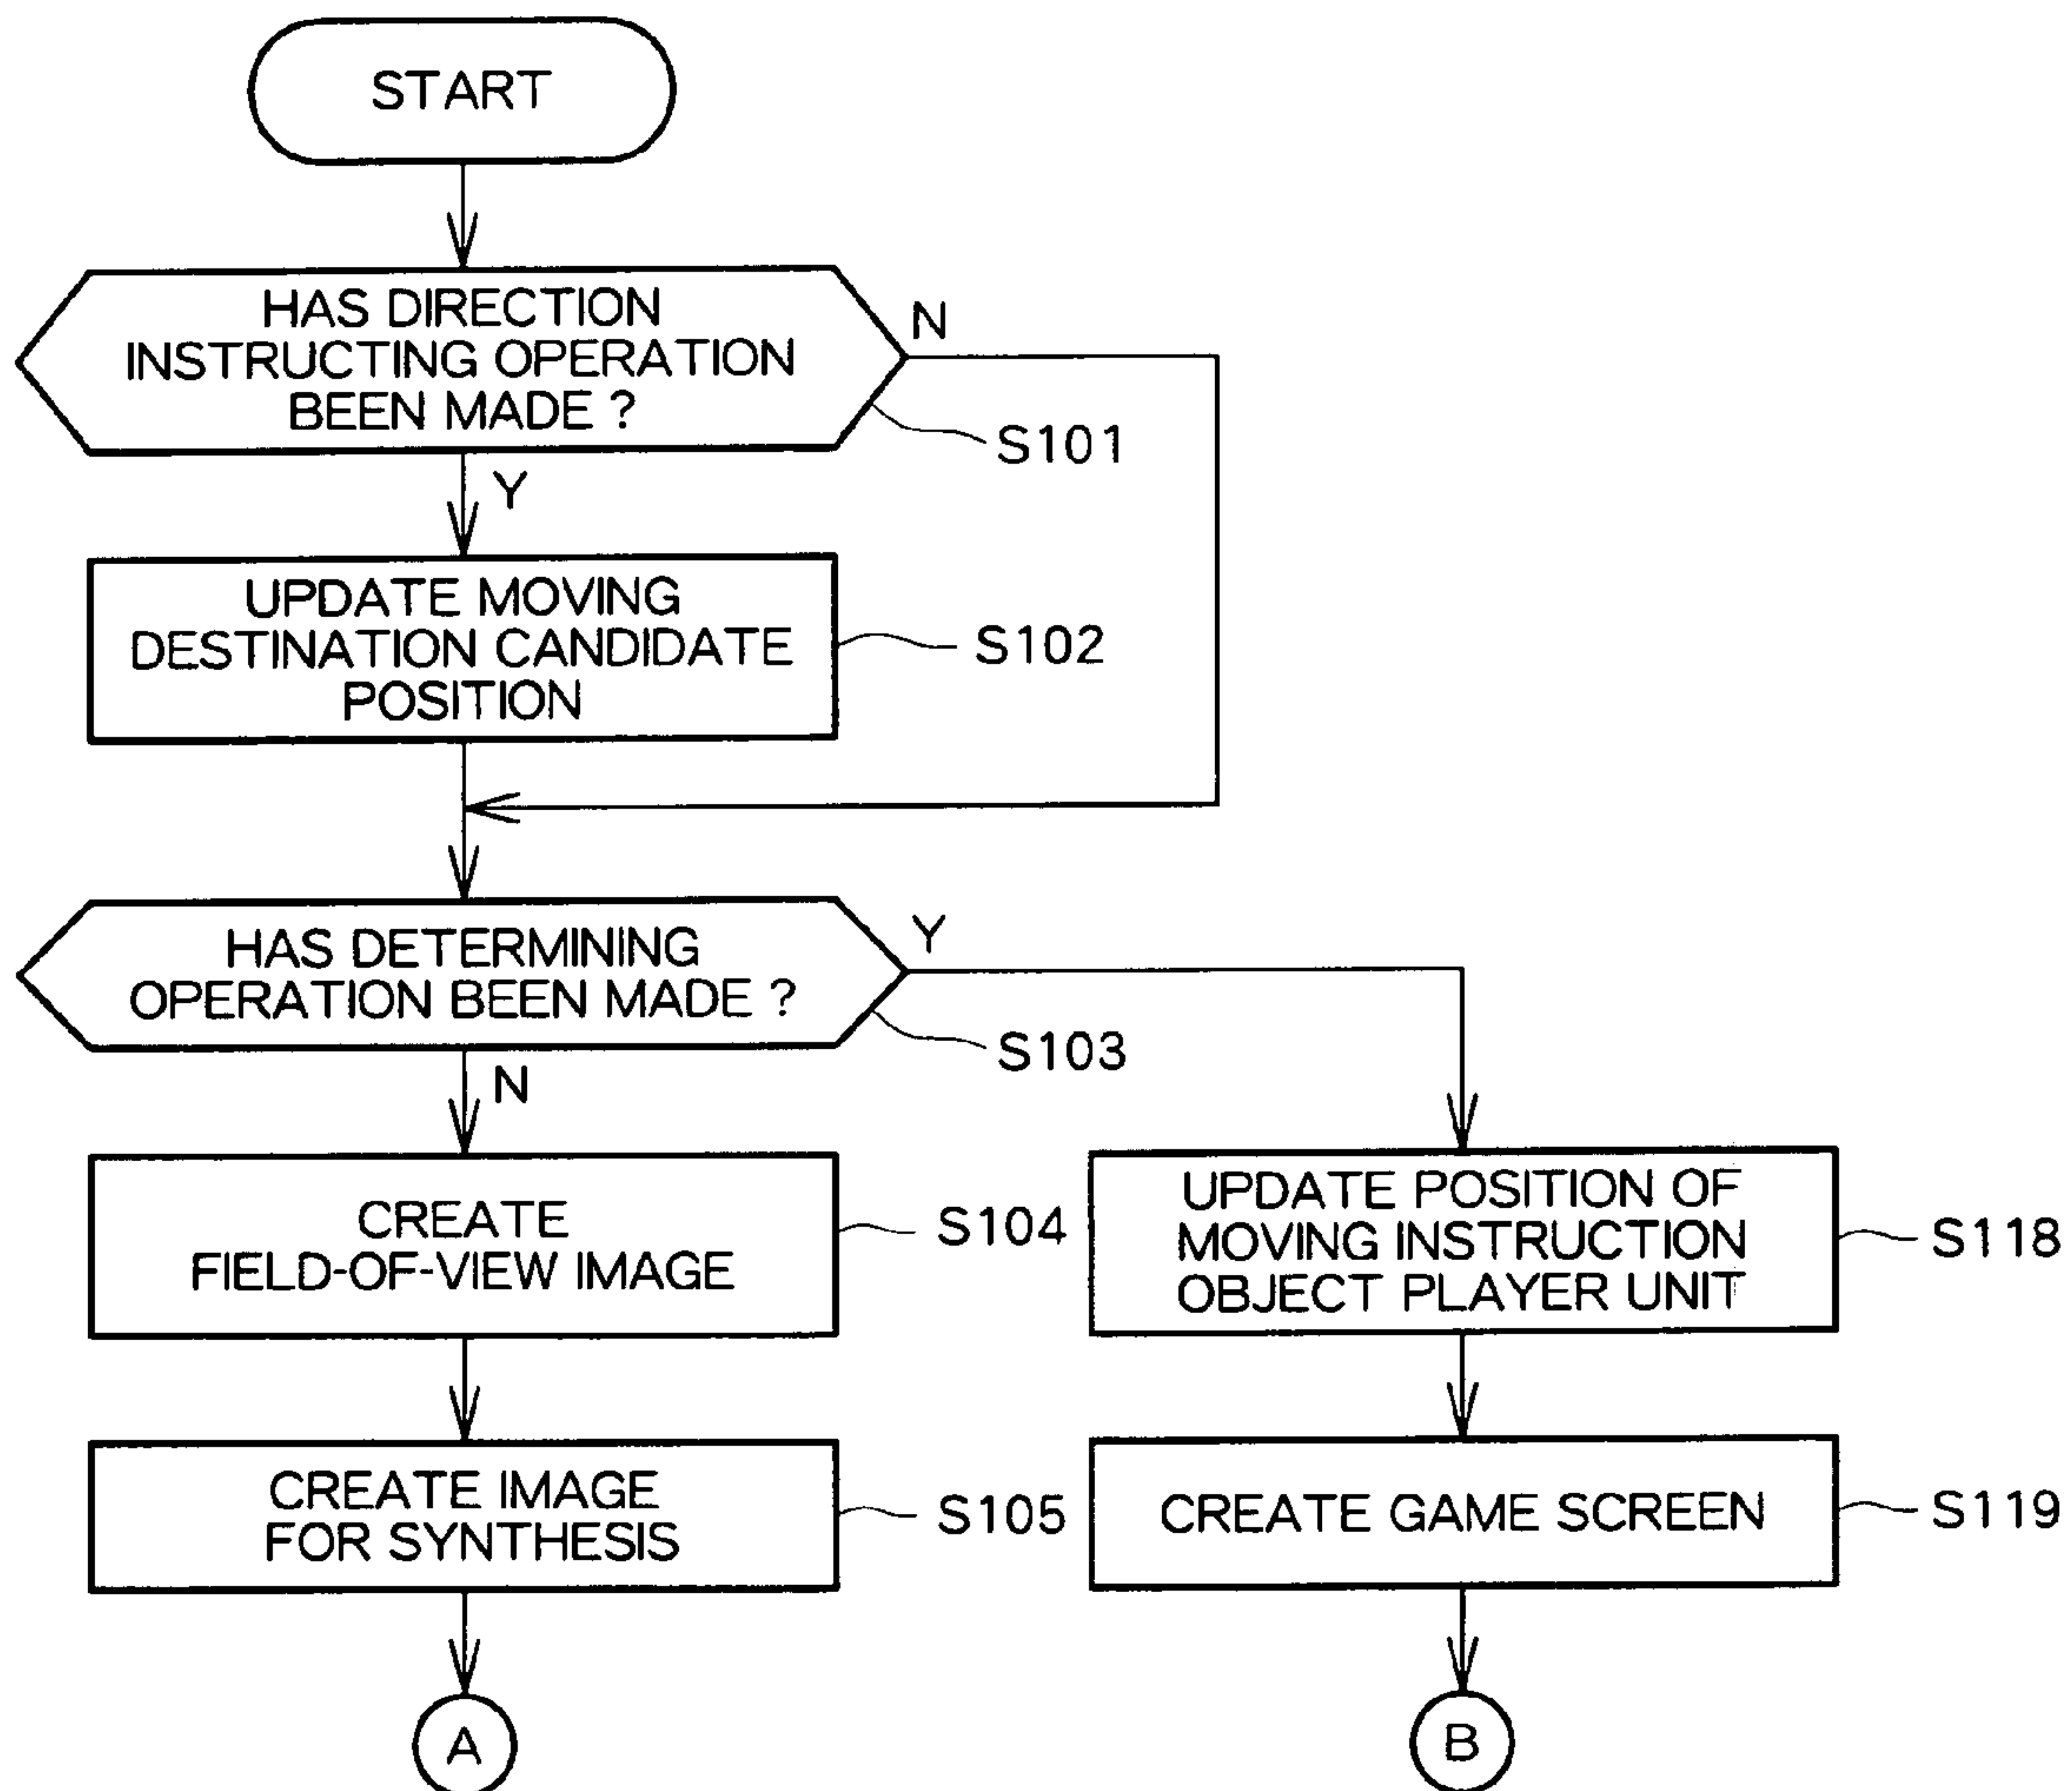 START
HAS DIRECTION
INSTRUCTING OPERATION
BEEN MADE ?
N
S101
Y
UPDATE MOVING
DESTINATION CANDIDATE
POSITION
S102
HAS DETERMINING
OPERATION BEEN MADE ?
Y
S103
N
CREATE
FIELD-OF-VIEW IMAGE
S104
UPDATE POSITION OF
MOVING INSTRUCTION
OBJECT PLAYER UNIT
S118
CREATE IMAGE
FOR SYNTHESIS
S105
CREATE GAME SCREEN
S119
A
B